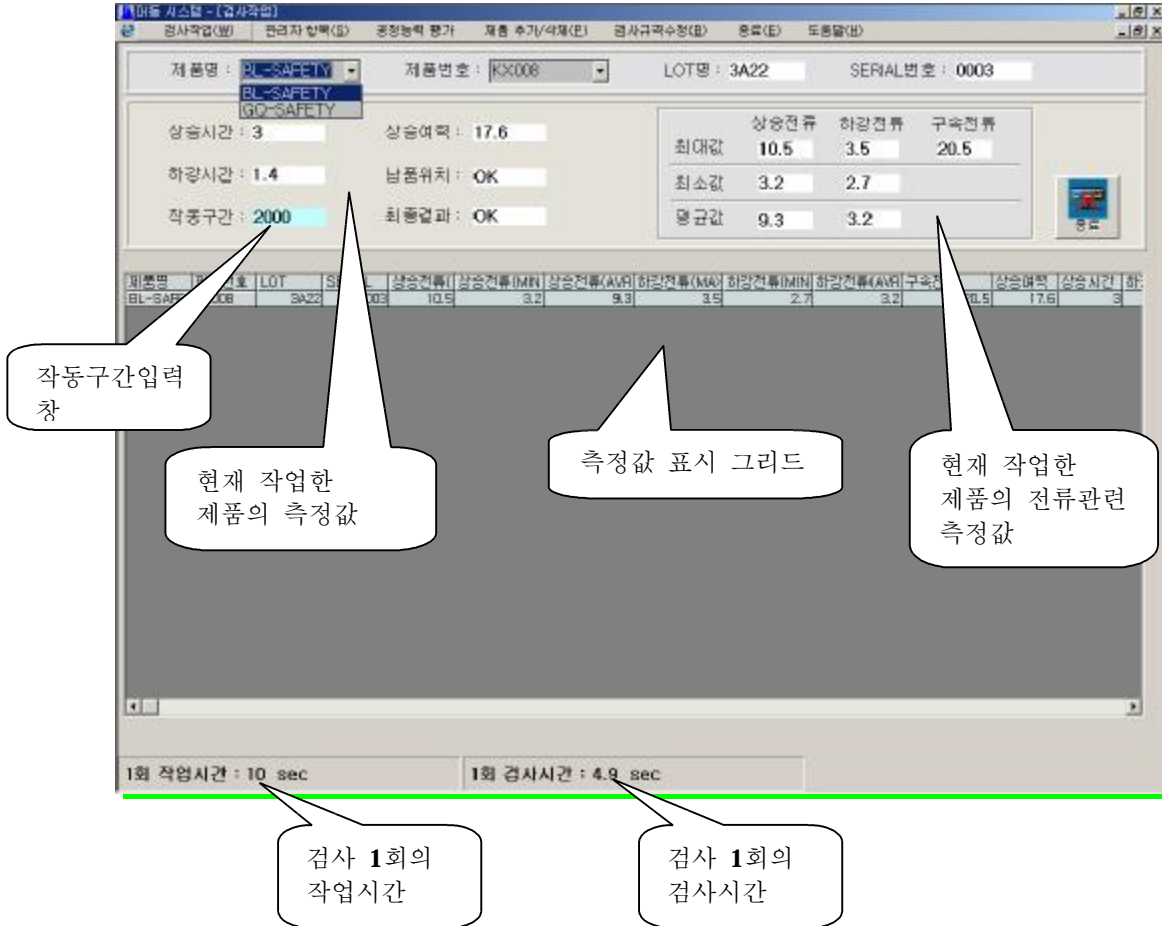 시스템 - [검사작업]
검사작업(W) 관리자 항목(S) 공정능력 평가 제품 추가/삭제(P) 검사규격수정(B) 종료(E) 도움말(H)
제품명 : BL-SAFETY 제품번호 : KX008 LOT명 : 3A22 SERIAL번호 : 0003
BL-SAFETY
GQ-SAFETY
상승전류 하강전류 구속전류
상승시간 : 3 상승여력 : 17.6 최대값 10.5 3.5 20.5
하강시간 : 1.4 납품위치 : OK 최소값 3.2 2.7
작동구간 : 2000 최종결과 : OK 평균값 9.3 3.2
종료
제품명 LOT 상승전류( 상승전류(MIN 상승전류(AVR 하강전류(MAX 하강전류(MIN 하강전류(AVR 상승여력 상승시간
3A22 10.5 3.2 9.3 3.5 2.7 3.2 17.6 3
작동구간입력
창
현재 작업한
제품의 측정값
측정값 표시 그리드
현재 작업한
제품의 전류관련
측정값
1회 작업시간 : 10 sec 1회 검사시간 : 4.9 sec
검사 1회의
작업시간
검사 1회의
검사시간